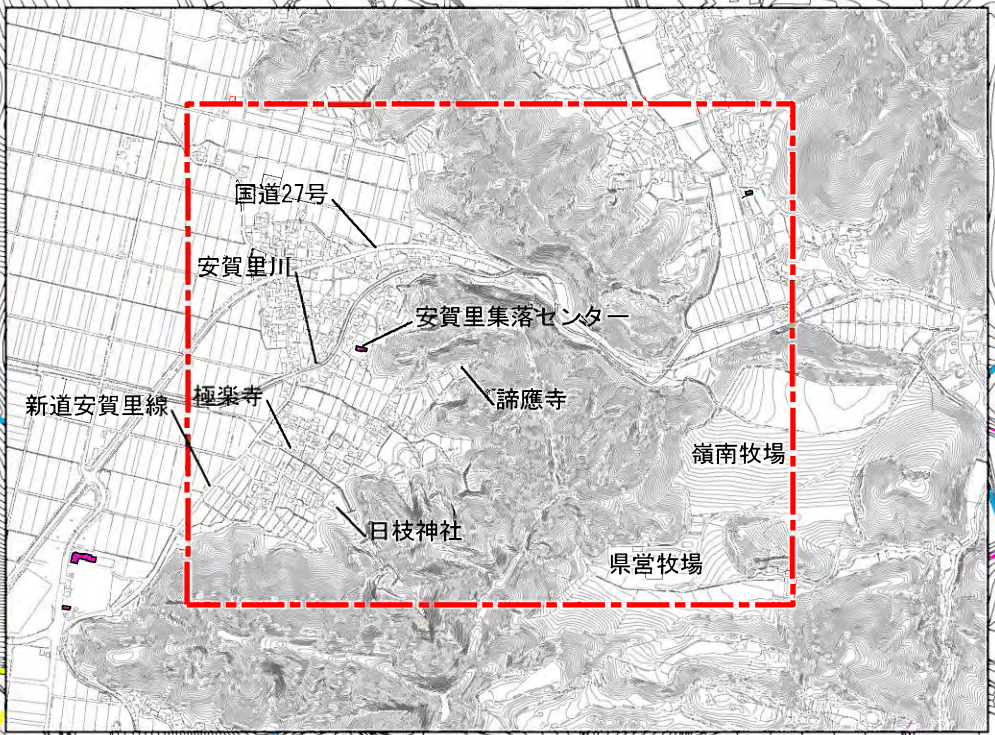 国道27号
安賀里川
安賀里集落センター
新道安賀里線
極楽寺
諦應寺
嶺南牧場
日枝神社
県営牧場